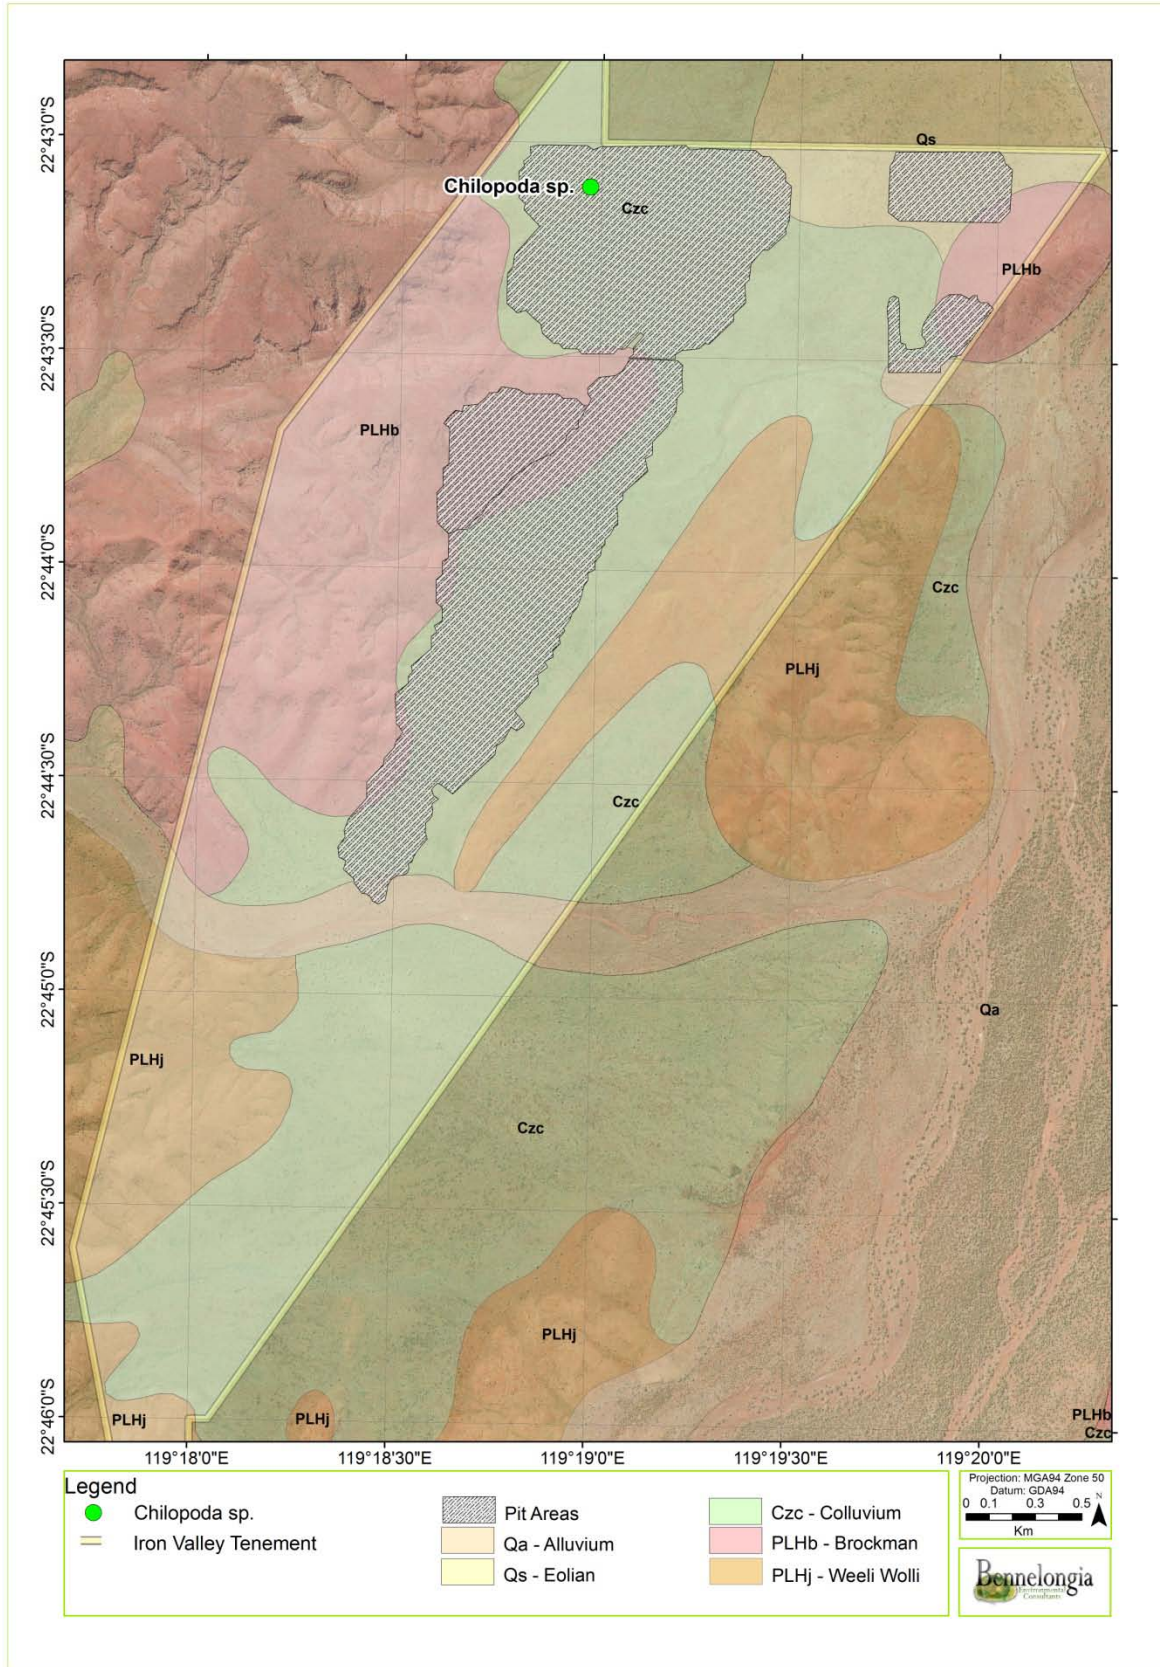 22°43'0"S
22°43'30"S
22°44'0"S
22°44'30"S
22°45'0"S
22°45'30"S
22°46'0"S
Qs
Chilopoda sp.
Czc
PLHb
PLHb
Czc
PLHj
Czc
Qa
PLHj
Czc
PLHj
PLHj
PLHj
PLHb
Czc
119°18'0"E
119°18'30"E
119°19'0"E
119°19'30"E
119°20'0"E
Legend
Chilopoda sp.
Iron Valley Tenement
Pit Areas
Qa - Alluvium
Qs - Eolian
Czc - Colluvium
PLHb - Brockman
PLHj - Weeli Wolli
Projection: MGA94 Zone 50
Datum: GDA94
N
0 0.1 0.3 0.5
Km
Bennelongia
Environmental
Consultants